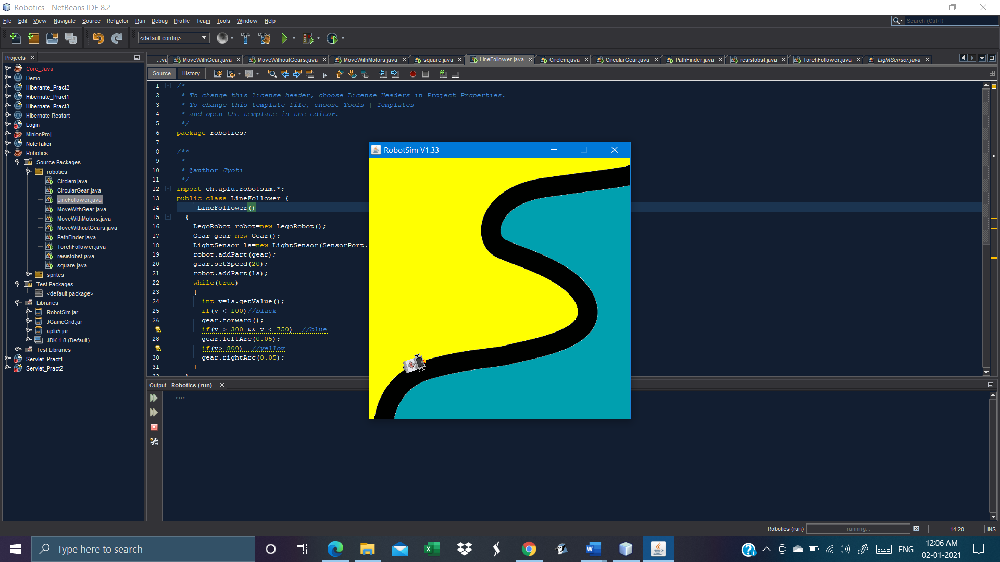 Robotics - NetBeans IDE 8.2
File Edit View Navigate Source Refactor Run Debug Profile Team Tools Window Help
Search (Ctrl+I)
<default config>
Projects
...va MoveWithGear.java MoveWithoutGears.java MoveWithMotors.java square.java LineFollower.java Circlem.java CircularGear.java PathFinder.java resistobst.java TorchFollower.java LightSensor.java
Source History
Core_Java
Demo
Hiberante_Pract2
Hibernate_Pract1
Hibernate_Pract3
Hibernate Restart
Login
MinionProj
NoteTaker
Robotics
Source Packages
robotics
Circlem.java
CircularGear.java
LineFollower.java
MoveWithGear.java
MoveWithMotors.java
MoveWithoutGears.java
PathFinder.java
TorchFollower.java
resistobst.java
square.java
sprites
Test Packages
<default package>
Libraries
RobotSim.jar
JGameGrid.jar
aplu5.jar
JDK 1.8 (Default)
Test Libraries
Servlet_Pract1
Servlet_Pract2
1 /*
2 * To change this license header, choose License Headers in Project Properties.
3 * To change this template file, choose Tools | Templates
4 * and open the template in the editor.
5 */
6 package robotics;
7
8 /**
9 *
10 * @author Jyoti
11 */
12 import ch.aplu.robotsim.*;
13 public class LineFollower {
14 LineFollower()
15 {
16 LegoRobot robot=new LegoRobot();
17 Gear gear=new Gear();
18 LightSensor ls=new LightSensor(SensorPort.
19 robot.addPart(gear);
20 gear.setSpeed(20);
21 robot.addPart(ls);
22 while(true)
23 {
24 int v=ls.getValue();
25 if(v < 100)//black
26 gear.forward();
if(v > 300 && v < 750) //blue
28 gear.leftArc(0.05);
if(v> 800) //yellow
30 gear.rightArc(0.05);
31 }
32 }
RobotSim V1.33
Output - Robotics (run)
run:
Robotics (run) running... 14:20 INS
Type here to search
ENG
12:06 AM
02-01-2021